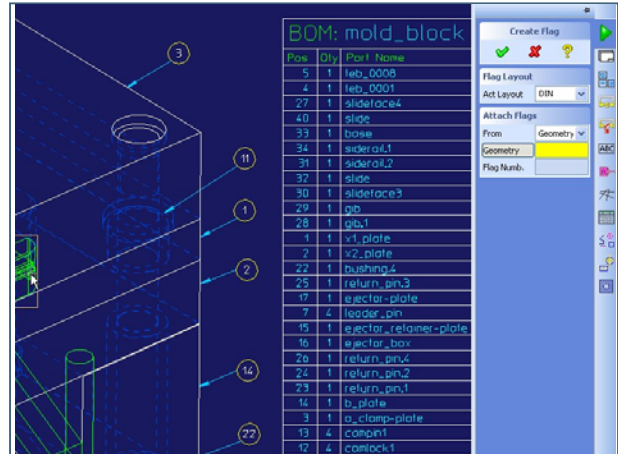 BOM: mold_block
Pos Qty Part Name
5 1 leb_0008
4 1 leb_0001
27 1 slideface4
40 1 slide
33 1 base
34 1 siderail.1
31 1 siderail.2
32 1 slide
30 1 slideface3
29 1 gib
28 1 gib.1
1 1 x1_plate
2 1 x2_plate
22 1 bushing.4
25 1 return_pin.3
17 1 ejector-plate
7 4 leader_pin
15 1 ejector_retainer-plate
16 1 ejector_box
26 1 return_pin.4
24 1 return_pin.2
23 1 return_pin.1
14 1 b_plate
3 1 a_clamp-plate
13 4 campin1
12 4 camlock1
3
11
1
2
14
22
Create Flag
Flag Layout
Act Layout DIN
Attach Flags
From Geometry
Geometry
Flag Numb.
ABC